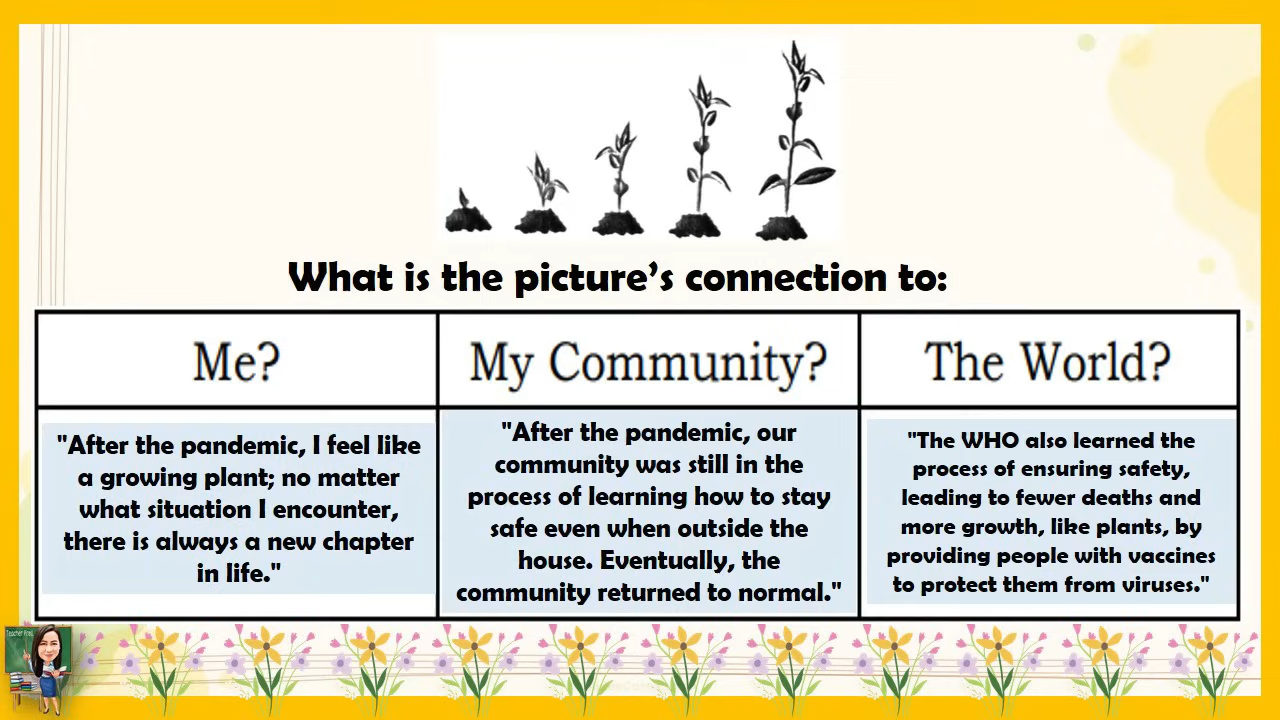 What is the picture's connection to:
Me?
My Community?
The World?
"After the pandemic, I feel like
a growing plant; no matter
what situation I encounter,
there is always a new chapter
in life."
"After the pandemic, our
community was still in the
process of learning how to stay
safe even when outside the
house. Eventually, the
community returned to normal."
"The WHO also learned the
process of ensuring safety,
leading to fewer deaths and
more growth, like plants, by
providing people with vaccines
to protect them from viruses."